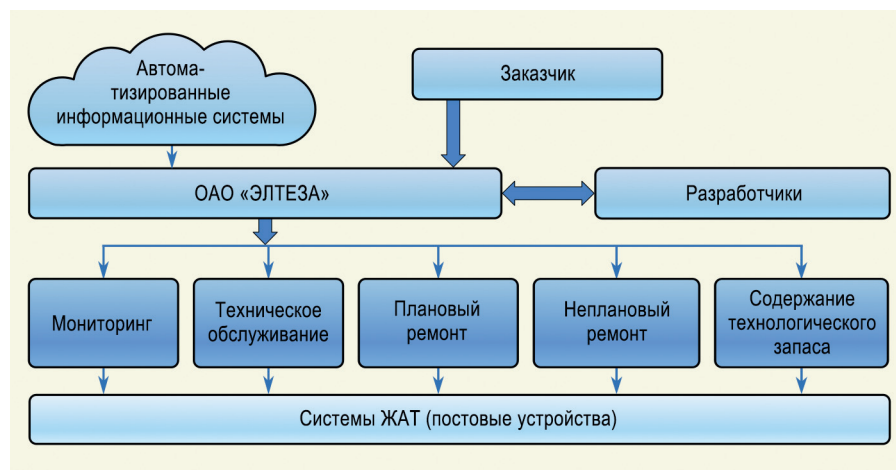 Автома-
тизированные
информационные системы
Заказчик
ОАО «ЭЛТЕЗА»
Разработчики
Мониторинг
Техническое
обслуживание
Плановый
ремонт
Неплановый
ремонт
Содержание
технологического
запаса
Системы ЖАТ (постовые устройства)